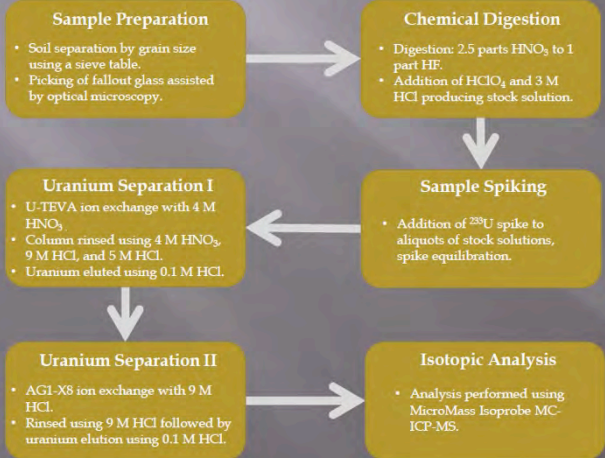 Sample Preparation
• Soil separation by grain size
using a sieve table.
• Picking of fallout glass assisted
by optical microscopy.
Chemical Digestion
• Digestion: 2.5 parts HNO₃ to 1
part HF.
• Addition of HClO₄ and 3 M
HCl producing stock solution.
Sample Spiking
• Addition of ²³³U spike to
aliquots of stock solutions,
spike equilibration.
Uranium Separation I
• U-TEVA ion exchange with 4 M
HNO₃.
• Column rinsed using 4 M HNO₃,
9 M HCl, and 5 M HCl.
• Uranium eluted using 0.1 M HCl.
Uranium Separation II
• AG1-X8 ion exchange with 9 M
HCl.
• Rinsed using 9 M HCl followed by
uranium elution using 0.1 M HCl.
Isotopic Analysis
• Analysis performed using
MicroMass Isoprobe MC-
ICP-MS.